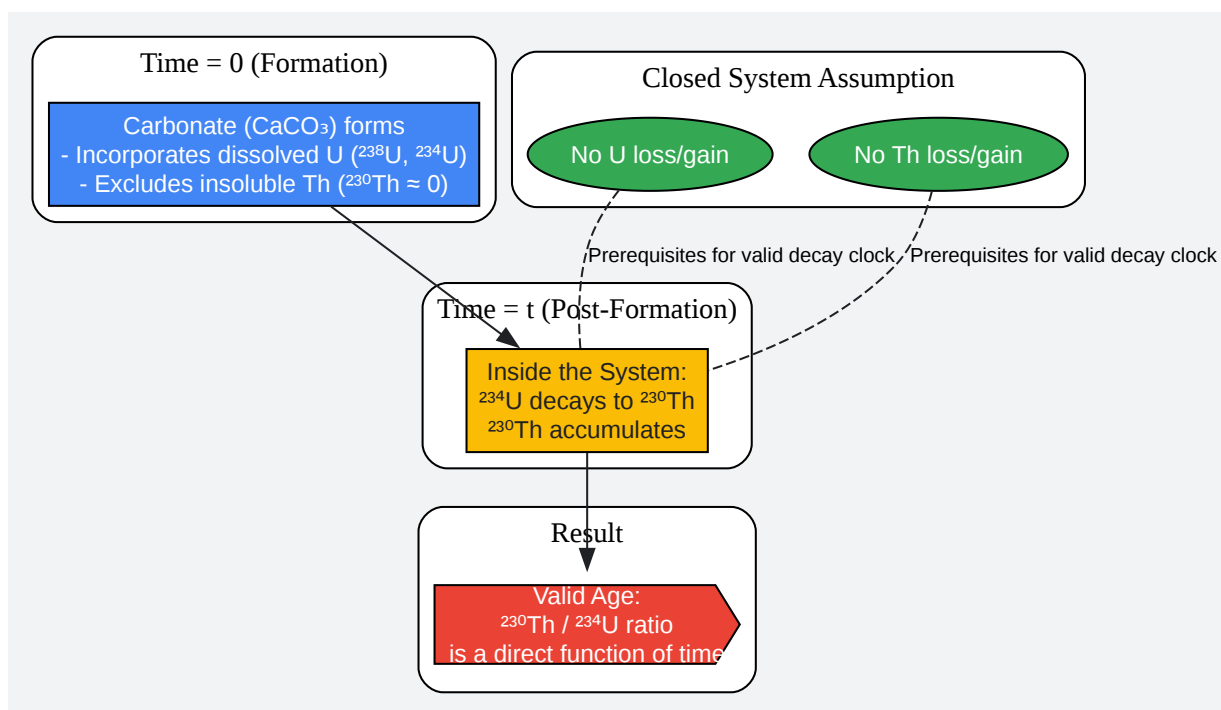 Time = 0 (Formation)
Carbonate (CaCO₃) forms
- Incorporates dissolved U (²³⁸U, ²³⁴U)
- Excludes insoluble Th (²³⁰Th ≈ 0)
Closed System Assumption
No U loss/gain
No Th loss/gain
Prerequisites for valid decay clock
Prerequisites for valid decay clock
Time = t (Post-Formation)
Inside the System:
²³⁴U decays to ²³⁰Th
²³⁰Th accumulates
Result
Valid Age:
²³⁰Th / ²³⁴U ratio
is a direct function of time